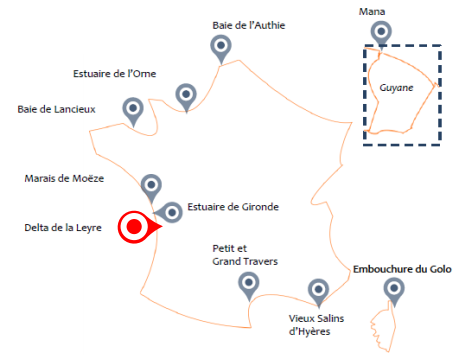 Mana
Baie de l'Authie
Estuaire de l'Orne
Guyane
Baie de Lancieux
Marais de Moëze
Estuaire de Gironde
Delta de la Leyre
Petit et
Grand Travers
Embouchure du Golo
Vieux Salins
d'Hyères